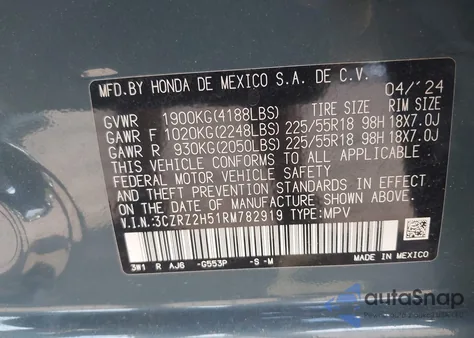 MFD.BY HONDA DE MEXICO S.A. DE C.V.
04/'24
GVWR 1900KG(4188LBS) TIRE SIZE RIM SIZE
GAWR F 1020KG(2248LBS) 225/55R18 98H 18X7.0J
GAWR R 930KG(2050LBS) 225/55R18 98H 18X7.0J
THIS VEHICLE CONFORMS TO ALL APPLICABLE
FEDERAL MOTOR VEHICLE SAFETY
AND THEFT PREVENTION STANDARDS IN EFFECT
ON THE DATE OF MANUFACTURE SHOWN ABOVE.
V.I.N.:3CZRZ2H51RM782919 TYPE:MPV
3W1 R AJ6 -G553P -S-M MADE IN MEXICO
autoSnap